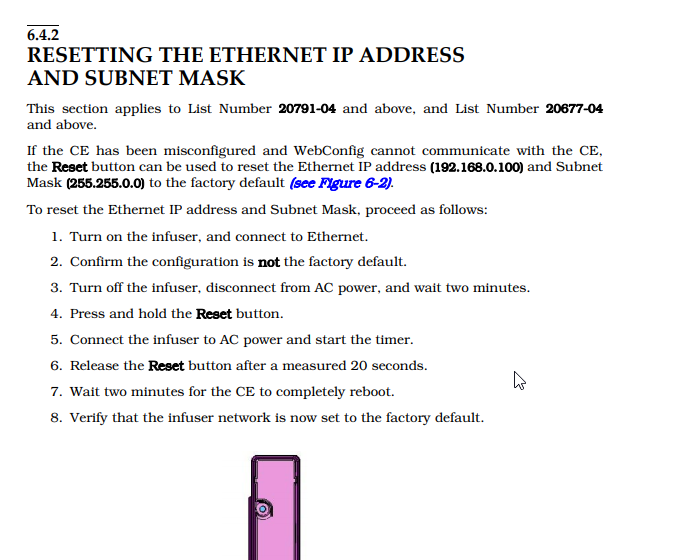 6.4.2
RESETTING THE ETHERNET IP ADDRESS
AND SUBNET MASK
This section applies to List Number 20791-04 and above, and List Number 20677-04
and above.
If the CE has been misconfigured and WebConfig cannot communicate with the CE,
the Reset button can be used to reset the Ethernet IP address (192.168.0.100) and Subnet
Mask (255.255.0.0) to the factory default (see Figure 6-2).
To reset the Ethernet IP address and Subnet Mask, proceed as follows:
1. Turn on the infuser, and connect to Ethernet.
2. Confirm the configuration is not the factory default.
3. Turn off the infuser, disconnect from AC power, and wait two minutes.
4. Press and hold the Reset button.
5. Connect the infuser to AC power and start the timer.
6. Release the Reset button after a measured 20 seconds.
7. Wait two minutes for the CE to completely reboot.
8. Verify that the infuser network is now set to the factory default.